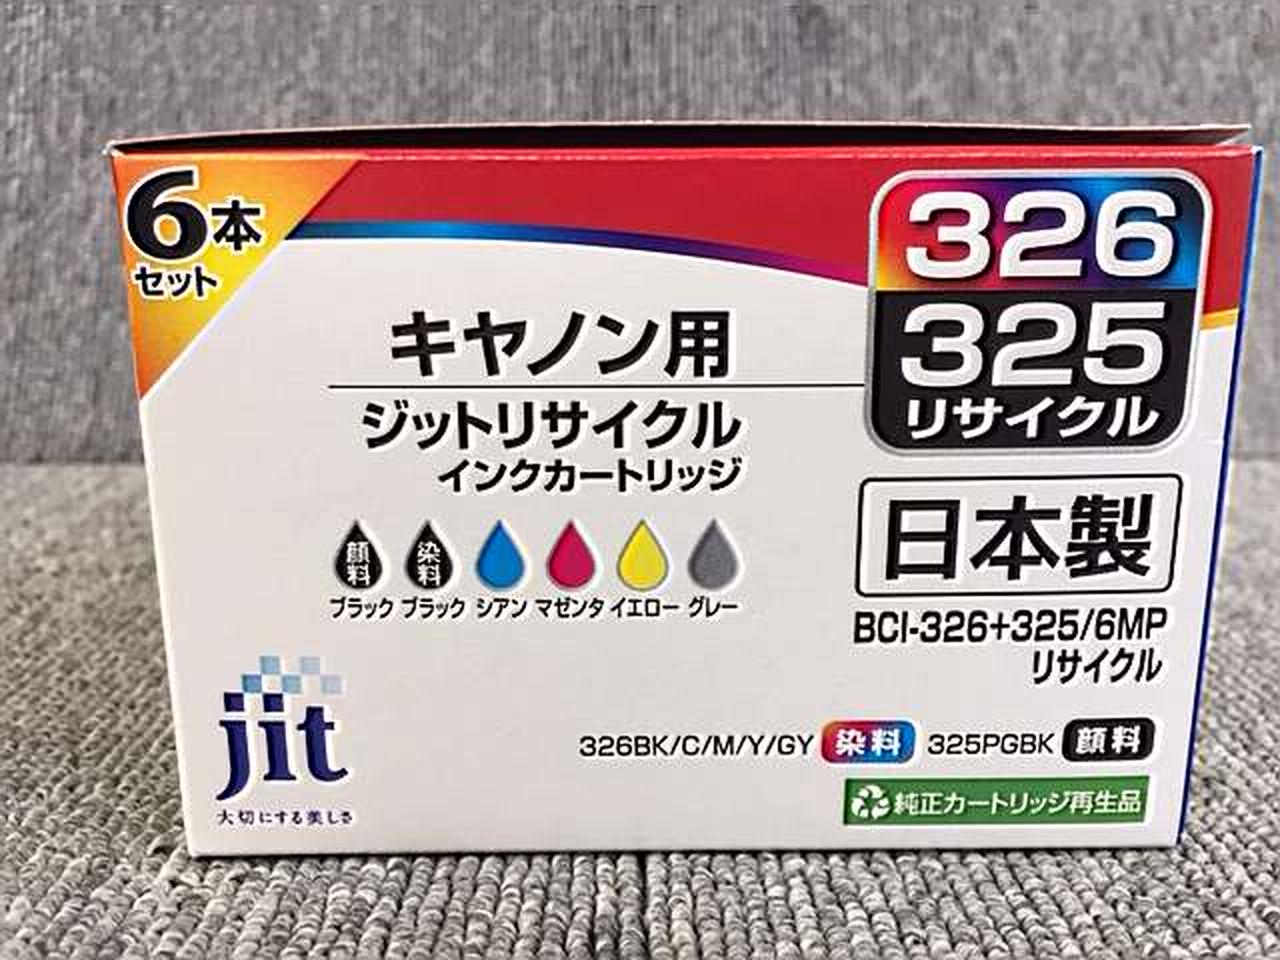 6本
セット
326
325
リサイクル
キヤノン用
ジットリサイクル
インクカートリッジ
顔料 染料
ブラック ブラック シアン マゼンタ イエロー グレー
日本製
BCI-326+325/6MP
リサイクル
jit
大切にする美しさ
326BK/C/M/Y/GY 染料 325PGBK 顔料
純正カートリッジ再生品